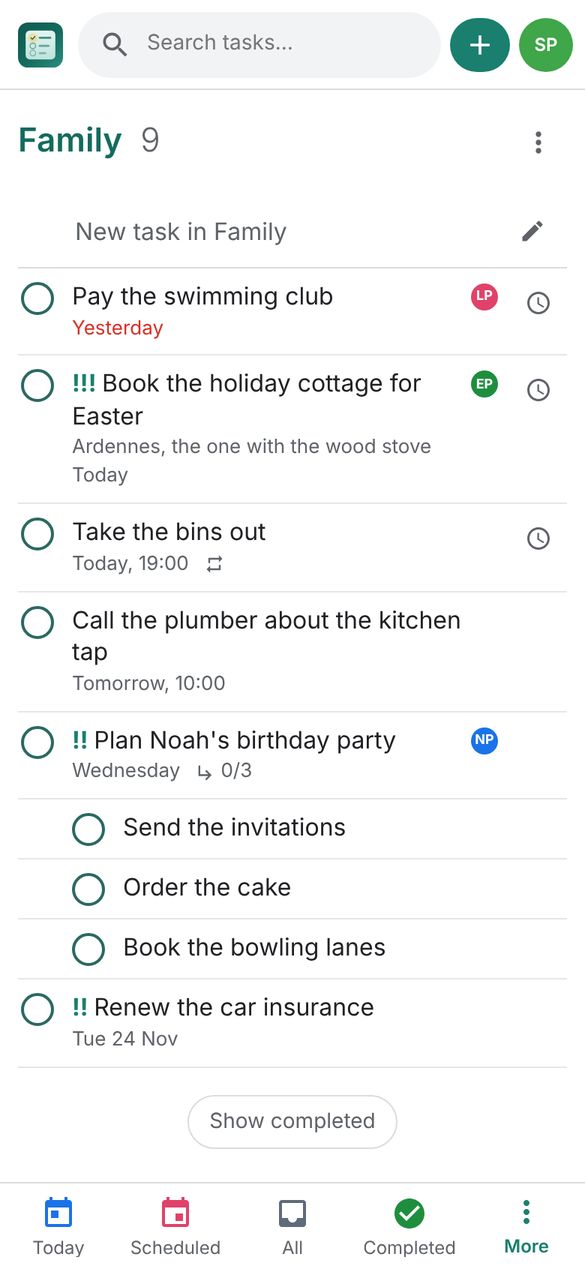 Search tasks...
SP
Family 9
New task in Family
Pay the swimming club
LP
Yesterday
!!! Book the holiday cottage for
EP
Easter
Ardennes, the one with the wood stove
Today
Take the bins out
Today, 19:00
Call the plumber about the kitchen
tap
Tomorrow, 10:00
!! Plan Noah's birthday party
NP
Wednesday 0/3
Send the invitations
Order the cake
Book the bowling lanes
!! Renew the car insurance
Tue 24 Nov
Show completed
Today
Scheduled
All
Completed
More